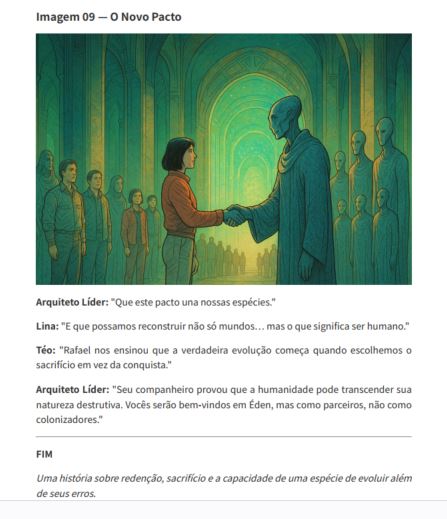 Imagem 09 — O Novo Pacto
Arquiteto Líder: "Que este pacto una nossas espécies."
Lina: "E que possamos reconstruir não só mundos… mas o que significa ser humano."
Téo: "Rafael nos ensinou que a verdadeira evolução começa quando escolhemos o
sacrifício em vez da conquista."
Arquiteto Líder: "Seu companheiro provou que a humanidade pode transcender sua
natureza destrutiva. Vocês serão bem-vindos em Éden, mas como parceiros, não como
colonizadores."
FIM
Uma história sobre redenção, sacrifício e a capacidade de uma espécie de evoluir além
de seus erros.